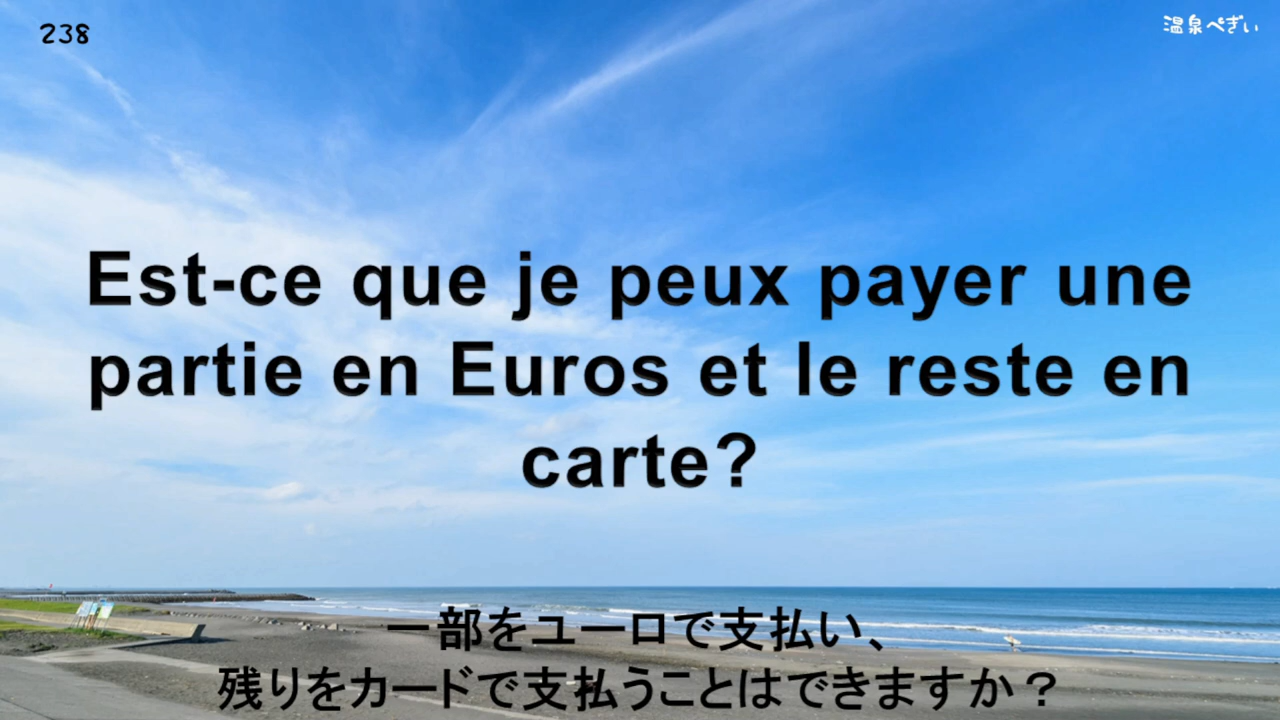 238
温泉ぺぎぃ
Est-ce que je peux payer une
partie en Euros et le reste en
carte?
一部をユーロで支払い、
残りをカードで支払うことはできますか？